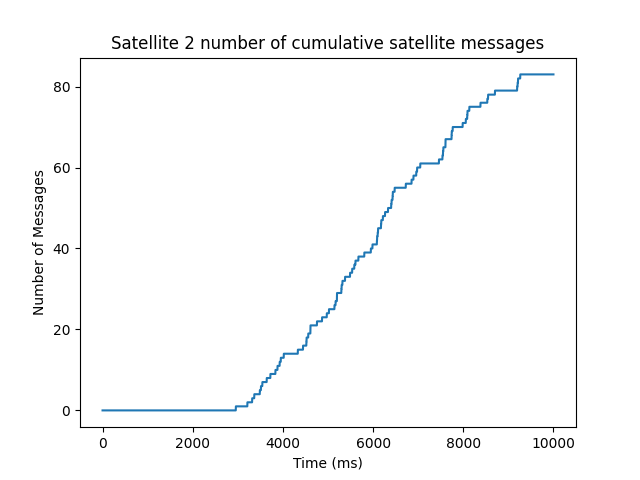 Satellite 2 number of cumulative satellite messages
80
60
40
20
0
Number of Messages
0 2000 4000 6000 8000 10000
Time (ms)